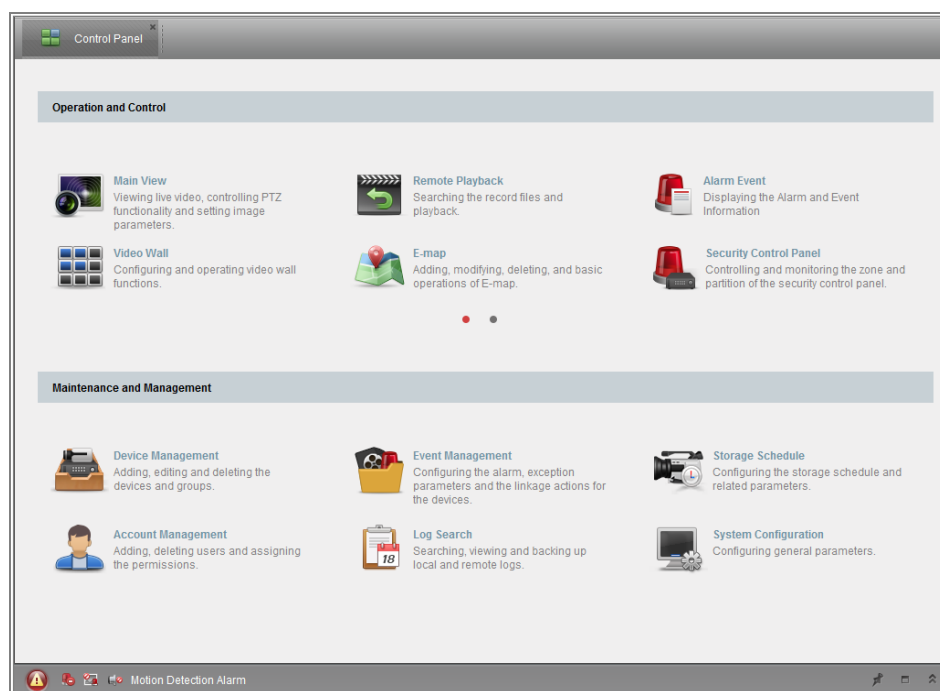 Control Panel
Operation and Control
Main View
Viewing live video, controlling PTZ
functionality and setting image
parameters.
Remote Playback
Searching the record files and
playback.
Alarm Event
Displaying the Alarm and Event
Information
Video Wall
Configuring and operating video wall
functions.
E-map
Adding, modifying, deleting, and basic
operations of E-map.
Security Control Panel
Controlling and monitoring the zone and
partition of the security control panel.
Maintenance and Management
Device Management
Adding, editing and deleting the
devices and groups.
Event Management
Configuring the alarm, exception
parameters and the linkage actions for
the devices.
Storage Schedule
Configuring the storage schedule and
related parameters.
Account Management
Adding, deleting users and assigning
the permissions.
Log Search
Searching, viewing and backing up
local and remote logs.
18
System Configuration
Configuring general parameters.
Motion Detection Alarm